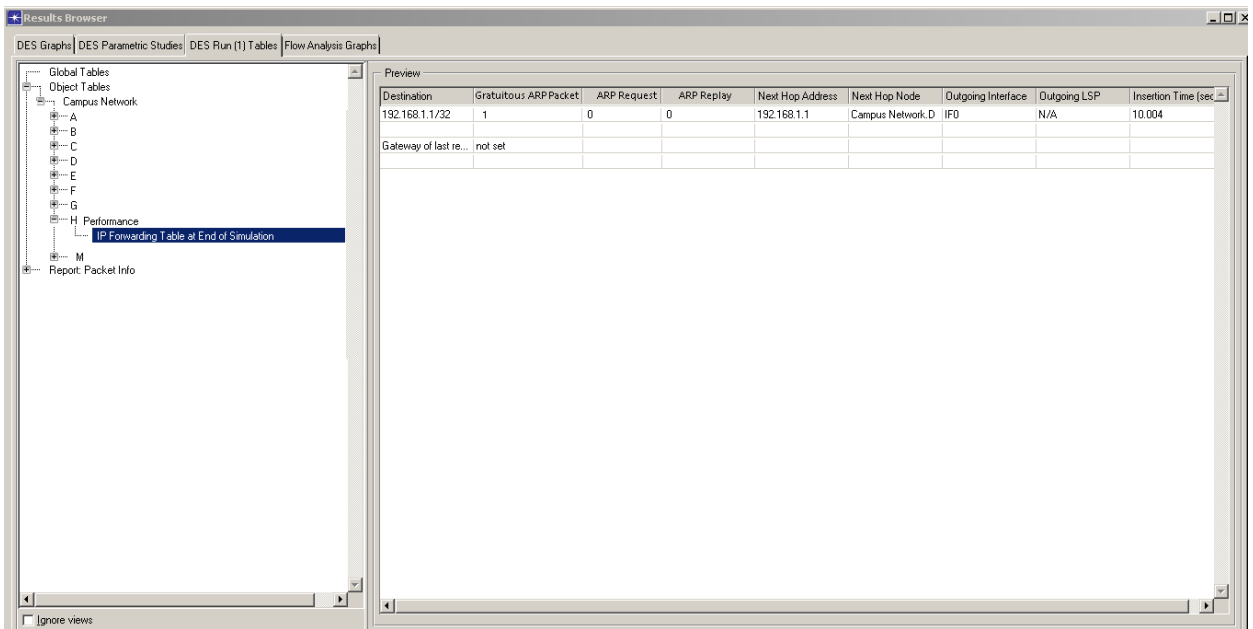 Results Browser
DES Graphs DES Parametric Studies DES Run (1) Tables Flow Analysis Graphs
Global Tables
Object Tables
Campus Network
A
B
C
D
E
F
G
H Performance
IP Forwarding Table at End of Simulation
M
Report: Packet Info
Ignore views
Preview
Destination Gratuitous ARP Packet ARP Request ARP Replay Next Hop Address Next Hop Node Outgoing Interface Outgoing LSP Insertion Time (sec
192.168.1.1/32 1 0 0 192.168.1.1 Campus Network.D IF0 N/A 10.004
Gateway of last re... not set